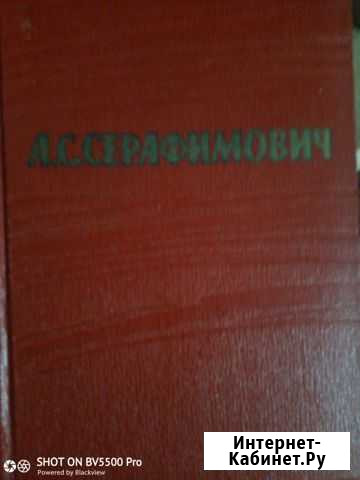 А.С.СЕРАФИМОВИЧ
SHOT ON BV5500 Pro
Powered by Blackview
Интернет-
Кабинет.Ру